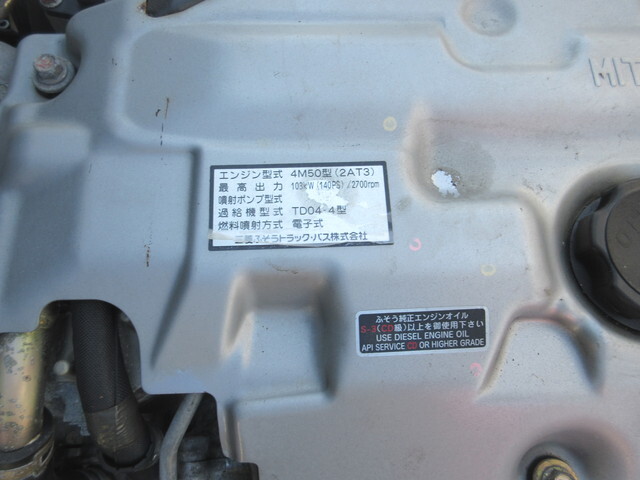 MIT
エンジン型式 4M50型(2AT3)
最高出力 103kW(140PS)/2700rpm
噴射ポンプ型式
過給機型式 TD04-4型
燃料噴射方式 電子式
三菱ふそうトラック・バス株式会社
ふそう純正エンジンオイル
S-3(CD級)以上を御使用下さい
USE DIESEL ENGINE OIL
API SERVICE CD OR HIGHER GRADE